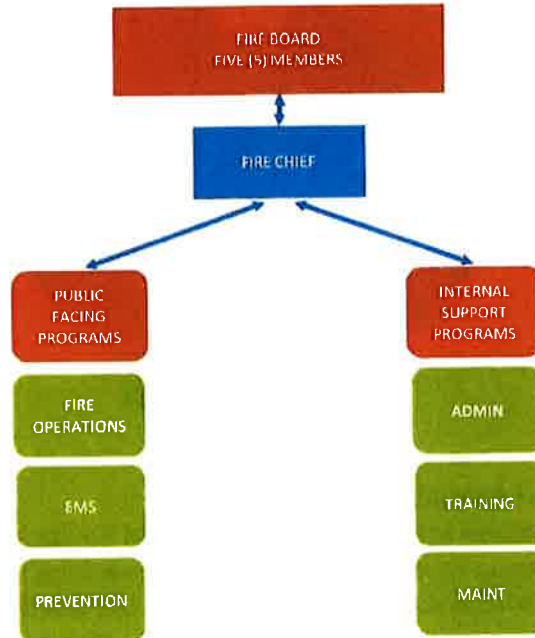 FIRE BOARD
FIVE (5) MEMBERS
FIRE CHIEF
PUBLIC
FACING
PROGRAMS
FIRE
OPERATIONS
EMS
PREVENTION
INTERNAL
SUPPORT
PROGRAMS
ADMIN
TRAINING
MAINT